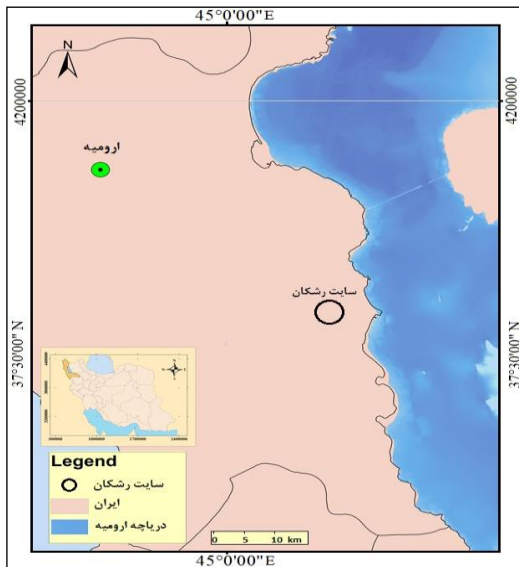 45°0'00"E
N
4200000
4200000
ارومیه
سایت رشکان
37°30'00" N
37°30'00" N
Legend
سایت رشکان
ایران
دریاچه ارومیه
0 5 10 km
45°0'00"E